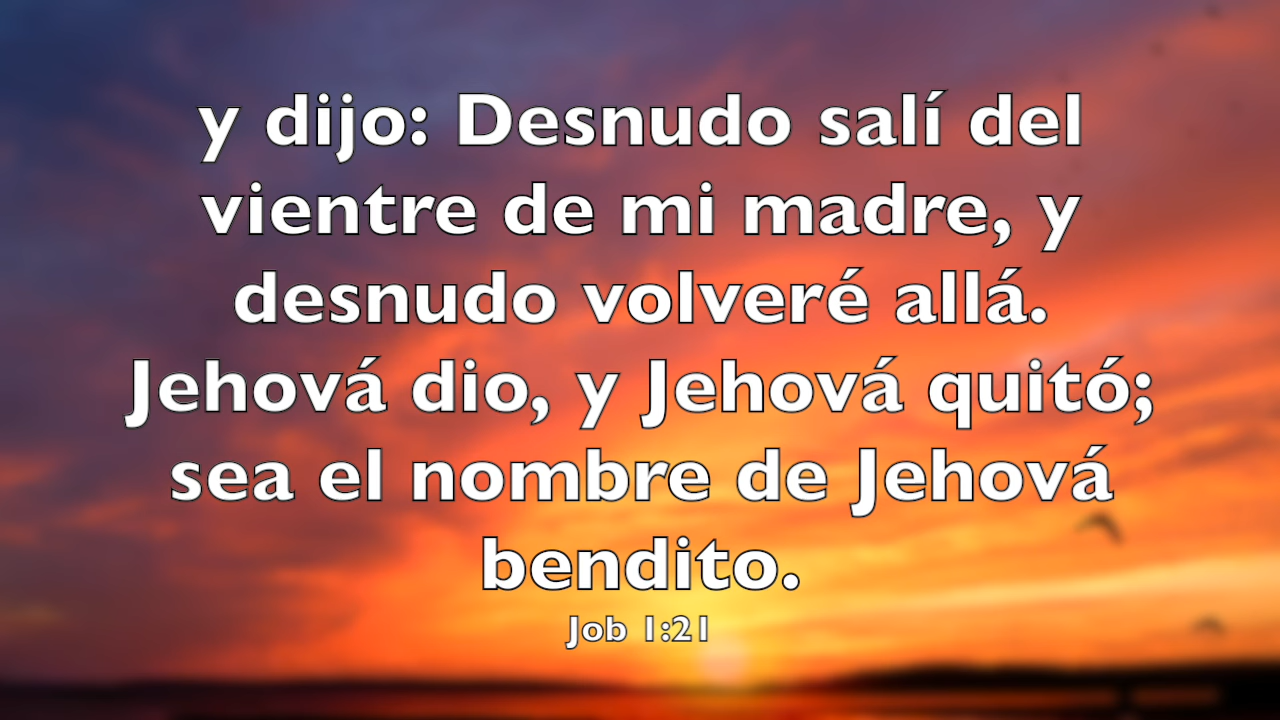 y dijo: Desnudo salí del
vientre de mi madre, y
desnudo volveré allá.
Jehová dio, y Jehová quitó;
sea el nombre de Jehová
bendito.
Job 1:21